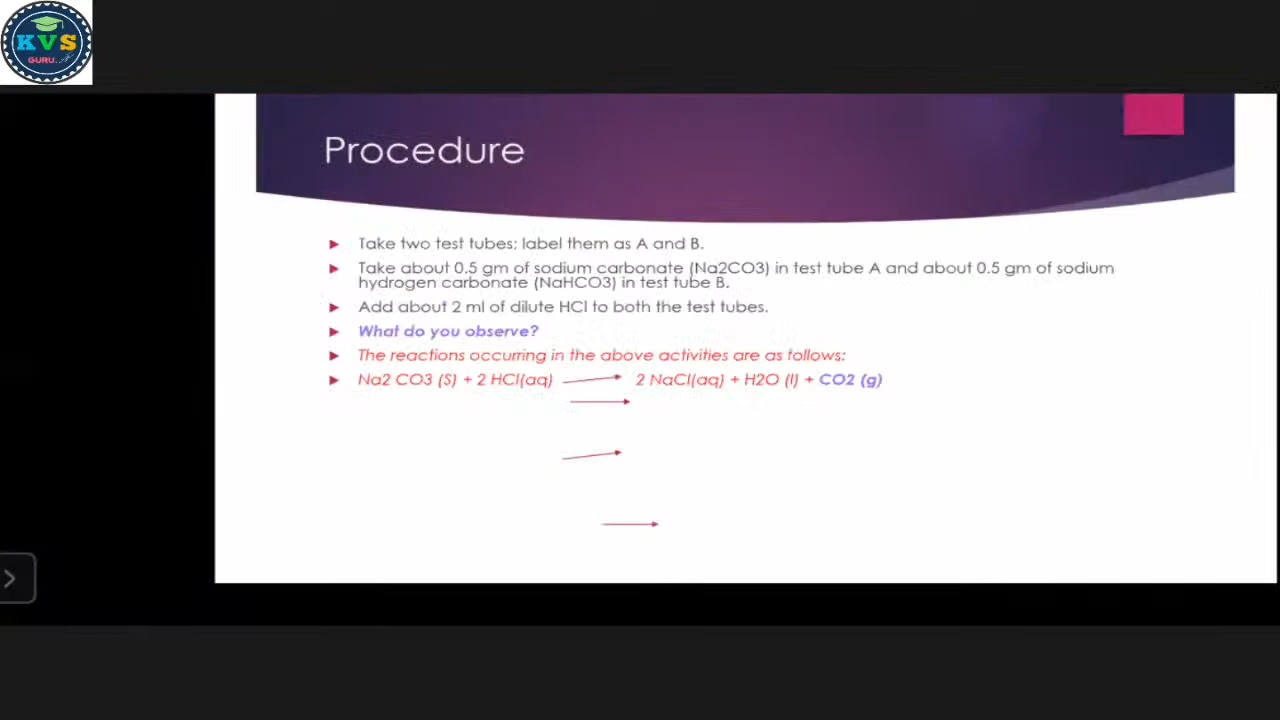 KVS
GURU.
Procedure
Take two test tubes; label them as A and B.
Take about 0.5 gm of sodium carbonate (Na2CO3) in test tube A and about 0.5 gm of sodium
hydrogen carbonate (NaHCO3) in test tube B.
Add about 2 ml of dilute HCl to both the test tubes.
What do you observe?
The reactions occurring in the above activities are as follows:
Na2 CO3 (S) + 2 HCl(aq) → 2 NaCl(aq) + H2O (l) + CO2 (g)